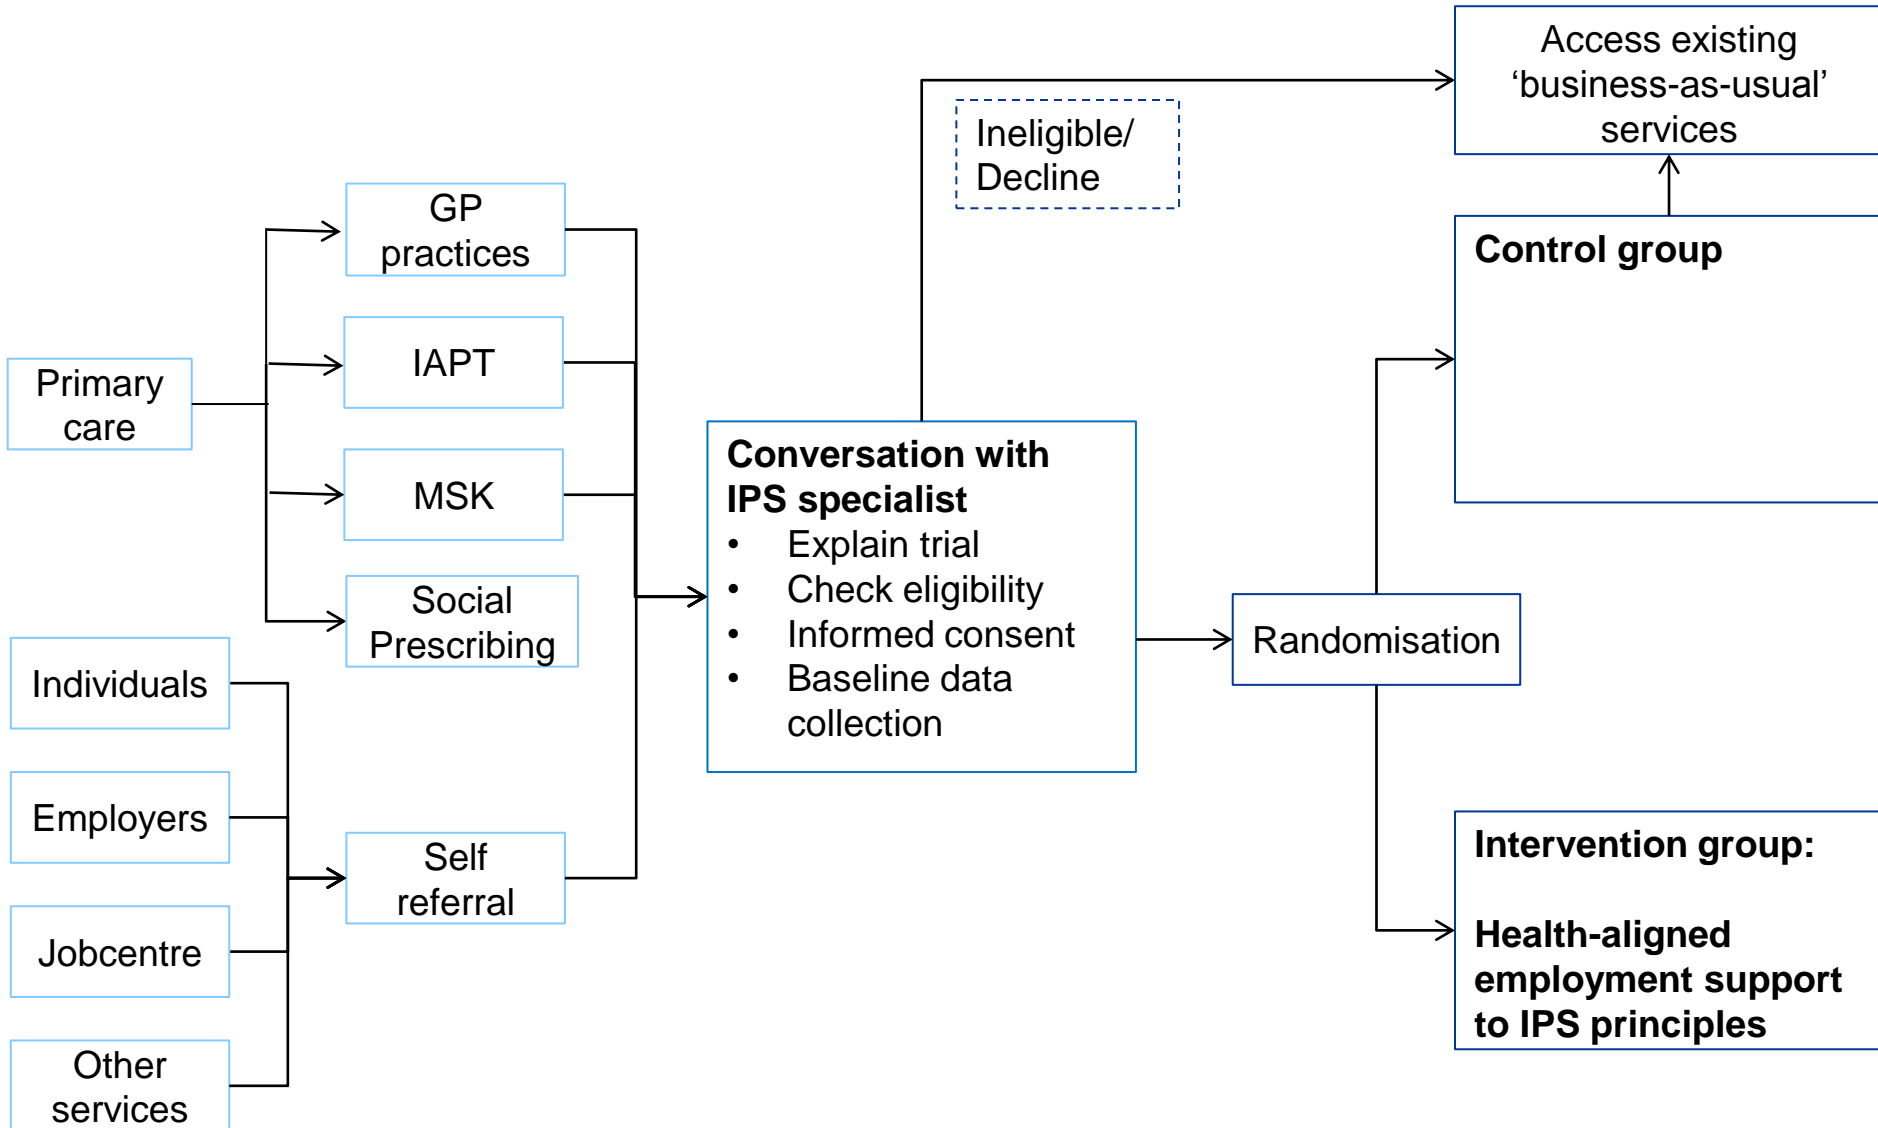 Access existing
‘business-as-usual’
services
Ineligible/
Decline
GP
practices
Control group
IAPT
Primary
care
Conversation with
IPS specialist
• Explain trial
• Check eligibility
• Informed consent
• Baseline data
collection
MSK
Social
Prescribing
Randomisation
Individuals
Employers
Self
referral
Intervention group:
Health-aligned
employment support
to IPS principles
Jobcentre
Other
services